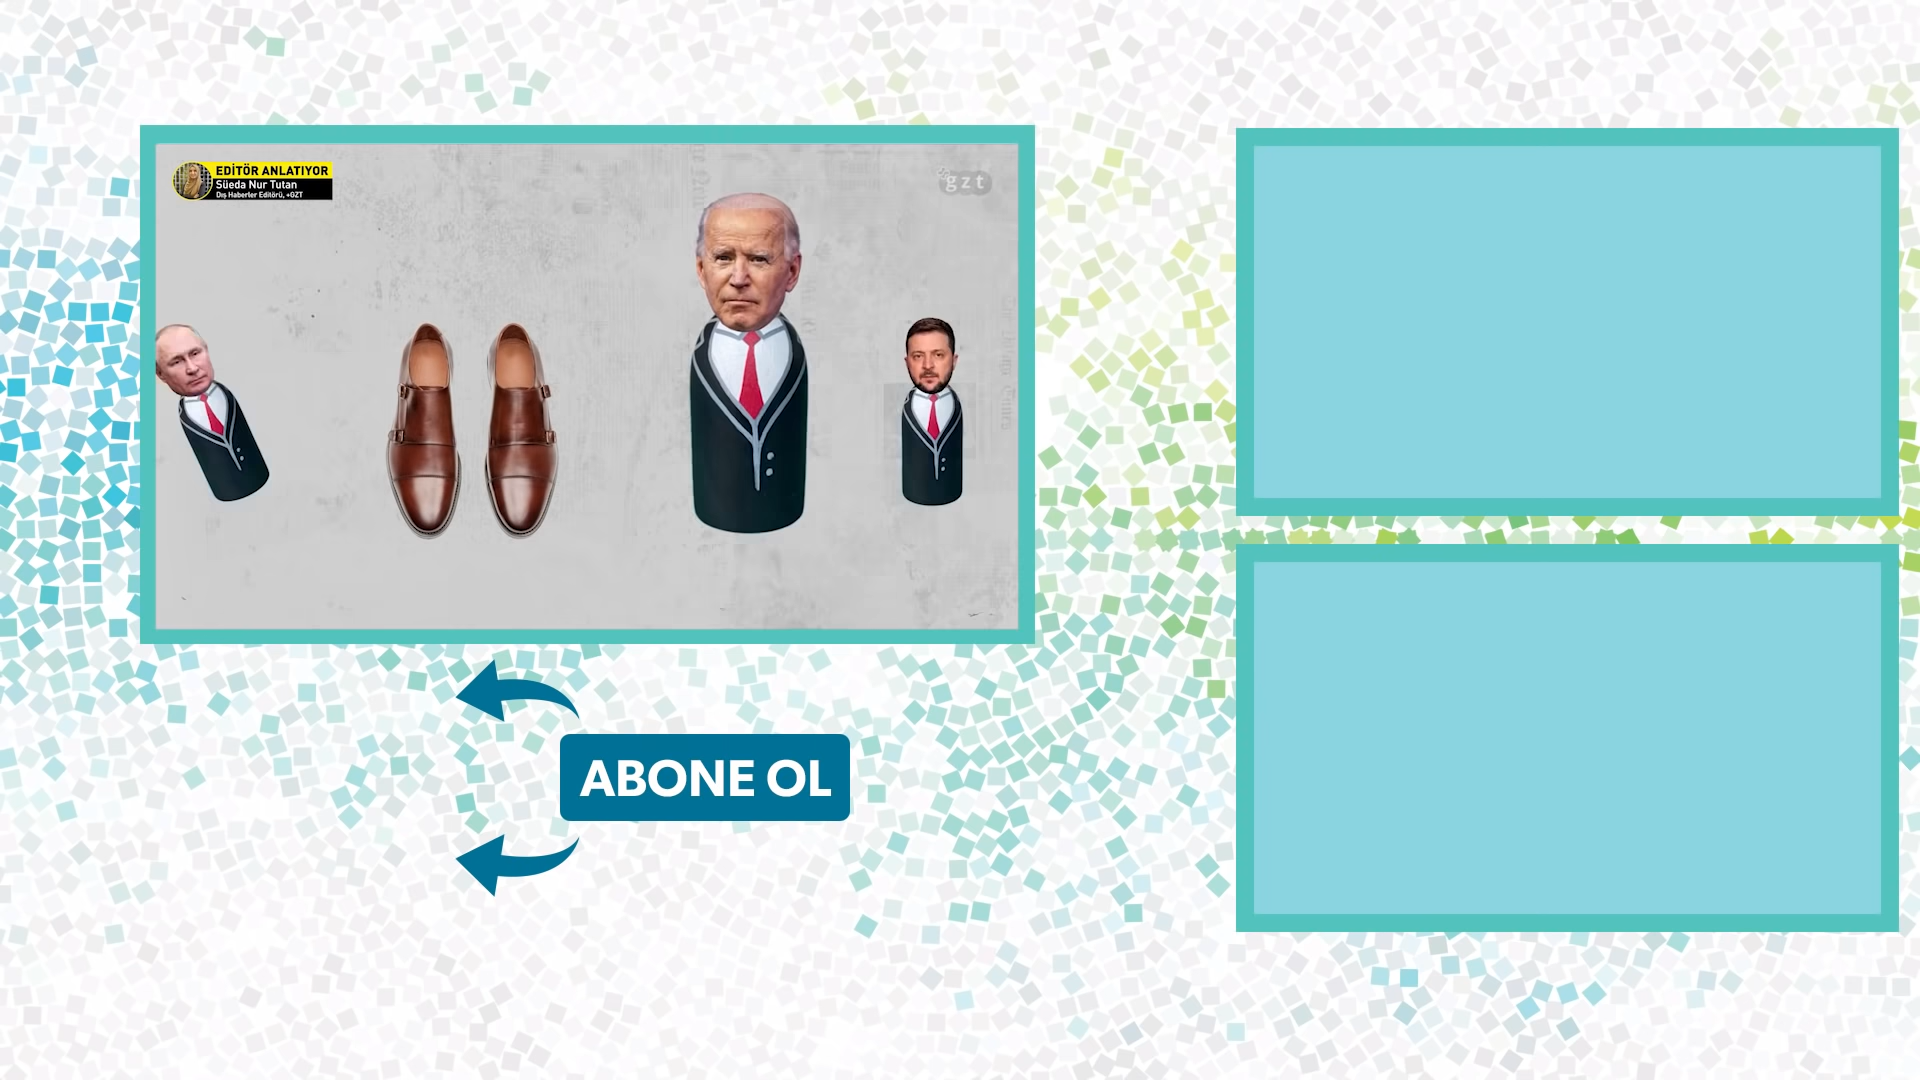 EDİTÖR ANLATIYOR
Süeda Nur Tutan
Dış Haberler Editörü, +GZT
gzt
ABONE OL